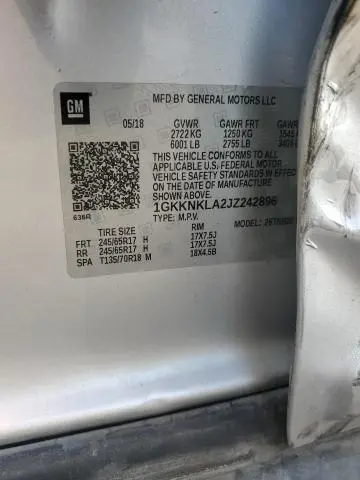 GM
MFD BY GENERAL MOTORS LLC
05/18 GVWR GAWR FRT GAWR
2722 KG 1250 KG
6001 LB 2755 LB
THIS VEHICLE CONFORMS TO ALL
APPLICABLE U.S. FEDERAL MOTOR
VEHICLE SAFETY STANDARDS
IN EFFECT ON THE DATE
SHOWN ABOVE.
1GKKNKLA2JZ242896
TYPE: M.P.V. MODEL:
TIRE SIZE RIM
FRT 245/65R17 H 17X7.5J
RR 245/65R17 H 17X7.5J
SPA T135/70R18 M 18X4.5B